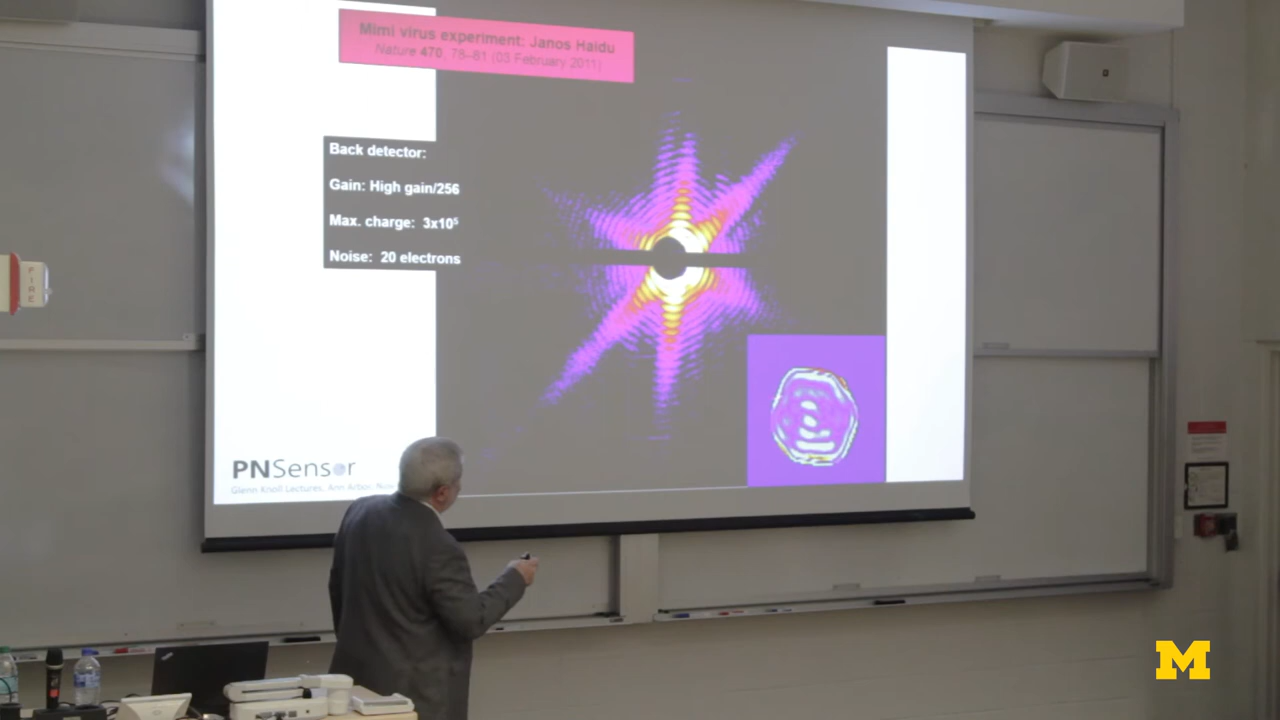 Mimi virus experiment: Janos Haidu
Nature 470, 78–81 (03 February 2011)
Back detector:
Gain: High gain/256
Max. charge: 3x10⁵
Noise: 20 electrons
PNSensor
Glenn Knoll Lectures, Ann Arbor,
FIRE
M